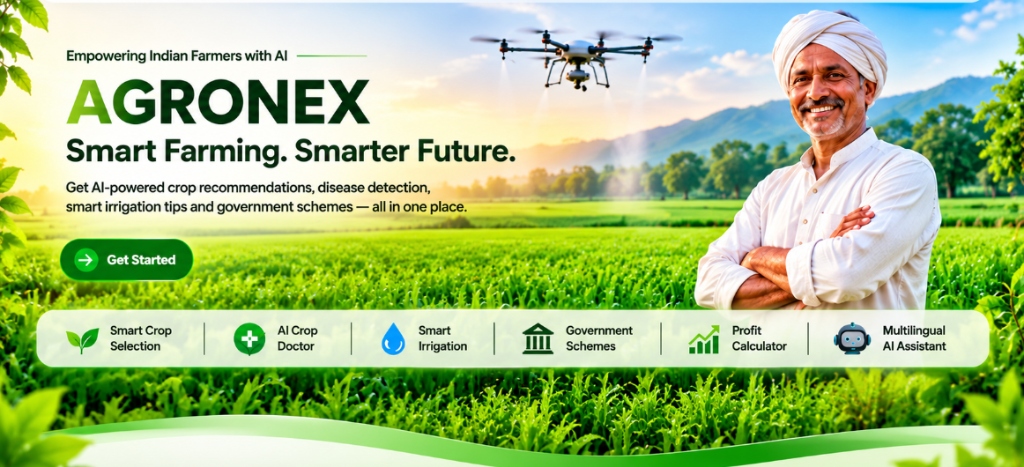 Empowering Indian Farmers with AI
AGRONEX
Smart Farming. Smarter Future.
Get AI-powered crop recommendations, disease detection,
smart irrigation tips and government schemes — all in one place.
Get Started
Smart Crop
Selection
AI Crop
Doctor
Smart
Irrigation
Government
Schemes
Profit
Calculator
Multilingual
AI Assistant